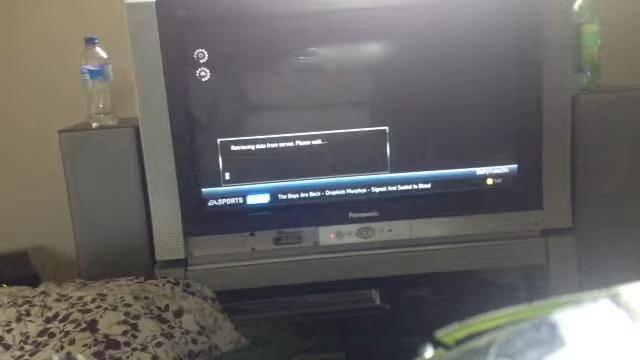 Retrieving data from server. Please wait...
EA SPORTS
The Boys Are Back - Dropkick Murphys - Signed And Sealed In Blood
Panasonic